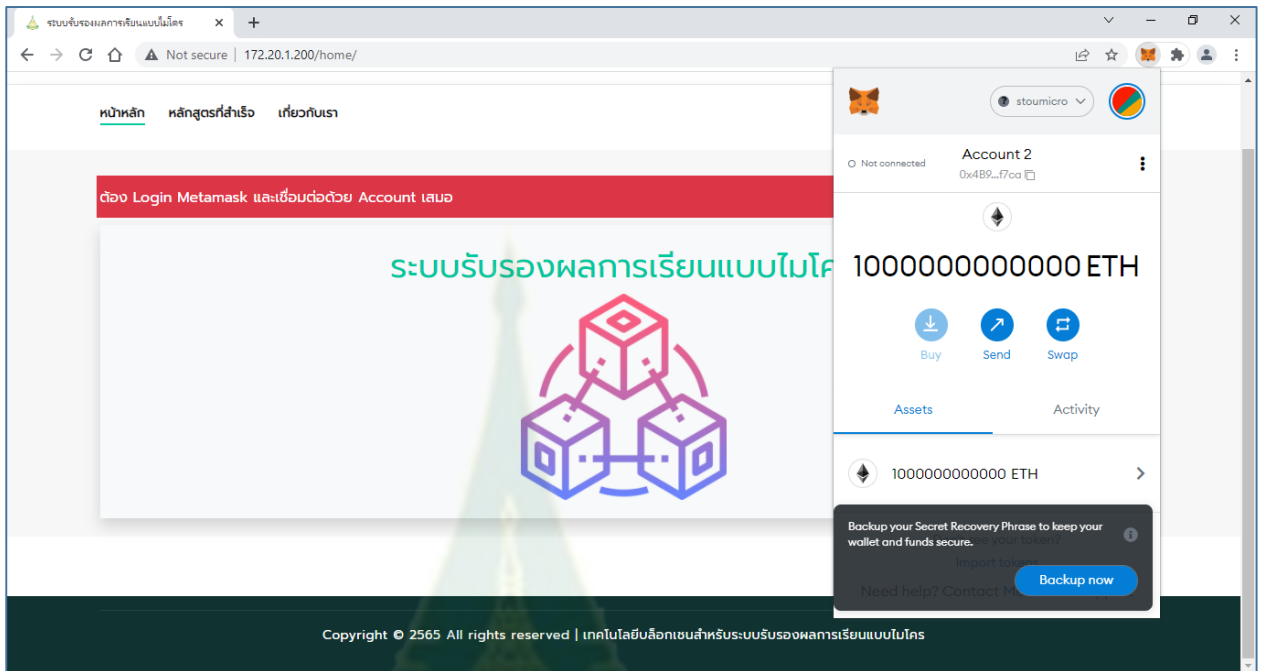 ระบบรับรองผลการเรียนแบบไมโคร
Not secure | 172.20.1.200/home/
หน้าหลัก หลักสูตรที่สำเร็จ เกี่ยวกับเรา
ต้อง Login Metamask และเชื่อมต่อด้วย Account เสมอ
ระบบรับรองผลการเรียนแบบไมโค
stoumicro
Not connected
Account 2
0x4B9...f7ca
1000000000000 ETH
Buy Send Swap
Assets Activity
1000000000000 ETH
Backup your Secret Recovery Phrase to keep your
wallet and funds secure.
see your token?
Import tokens
Backup now
Need help? Contact M
Copyright © 2565 All rights reserved | เทคโนโลยีบล็อกเชนสำหรับระบบรับรองผลการเรียนแบบไมโคร